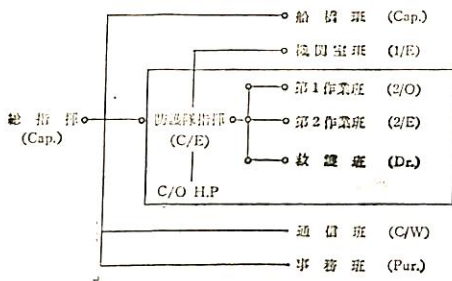 船橋班 (Cap.)
機関室班 (1/E)
第1作業班 (2/O)
総指揮 防護隊指揮 第2作業班 (2/E)
(Cap.) (C/E)
救護班 (Dr.)
C/O H.P
通信班 (C/W)
事務班 (Pur.)